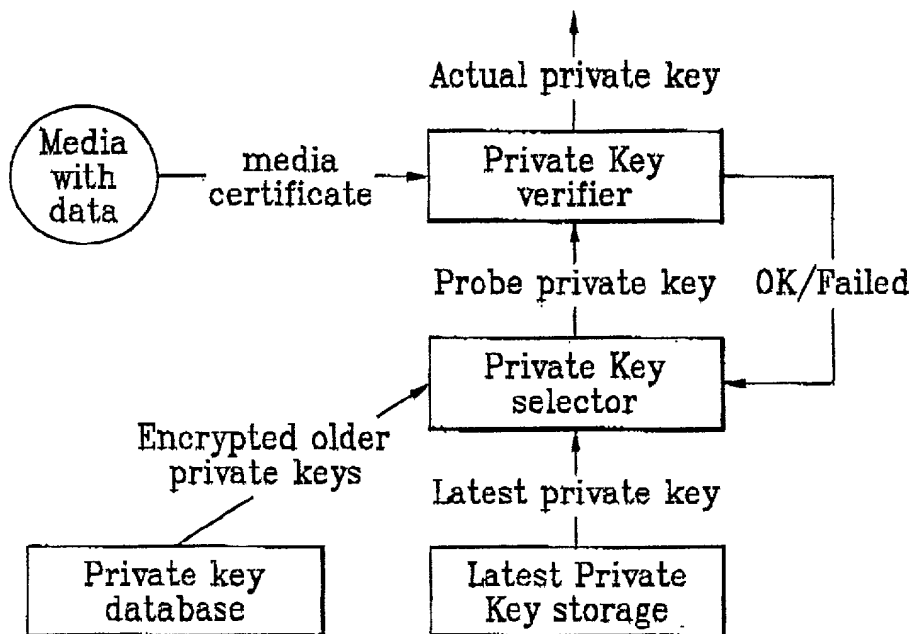 Actual private key
Media
with
data
media
certificate
Private Key
verifier
Probe private key
OK/Failed
Private Key
selector
Encrypted older
private keys
Latest private key
Private key
database
Latest Private
Key storage